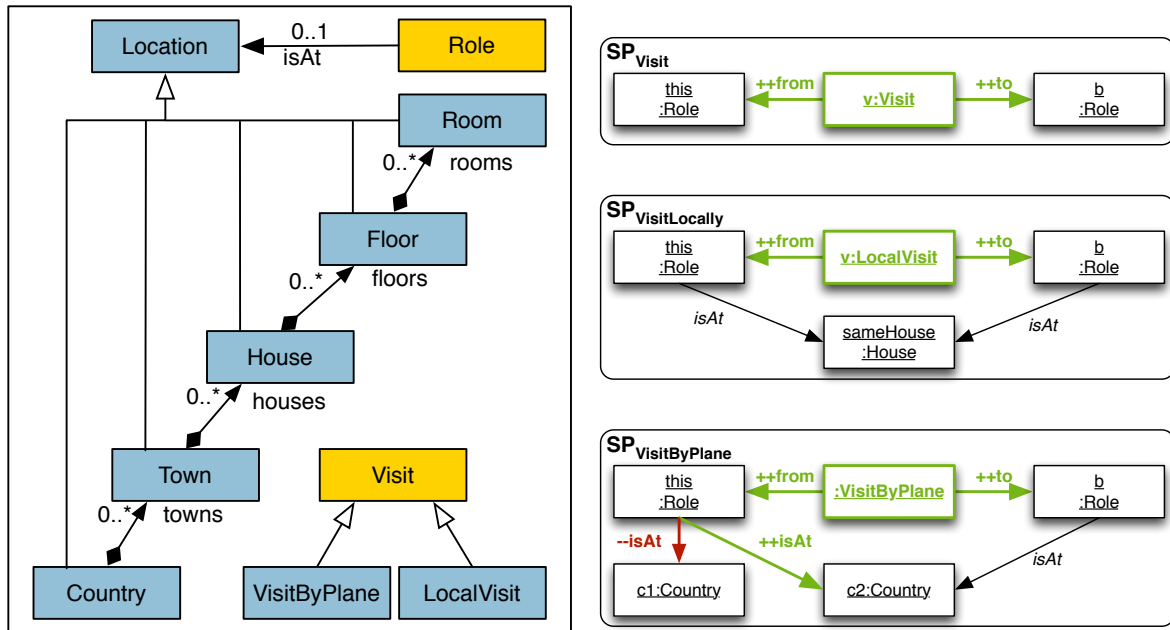 Location
0..1
isAt
Role
Room
0..*
rooms
Floor
0..*
floors
House
0..*
houses
Town
0..*
towns
Visit
Country
VisitByPlane
LocalVisit
SPVisit
this
:Role
++from
v:Visit
++to
b
:Role
SPVisitLocally
this
:Role
++from
v:LocalVisit
++to
b
:Role
isAt
sameHouse
:House
isAt
SPVisitByPlane
this
:Role
++from
:VisitByPlane
++to
b
:Role
--isAt
++isAt
isAt
c1:Country
c2:Country